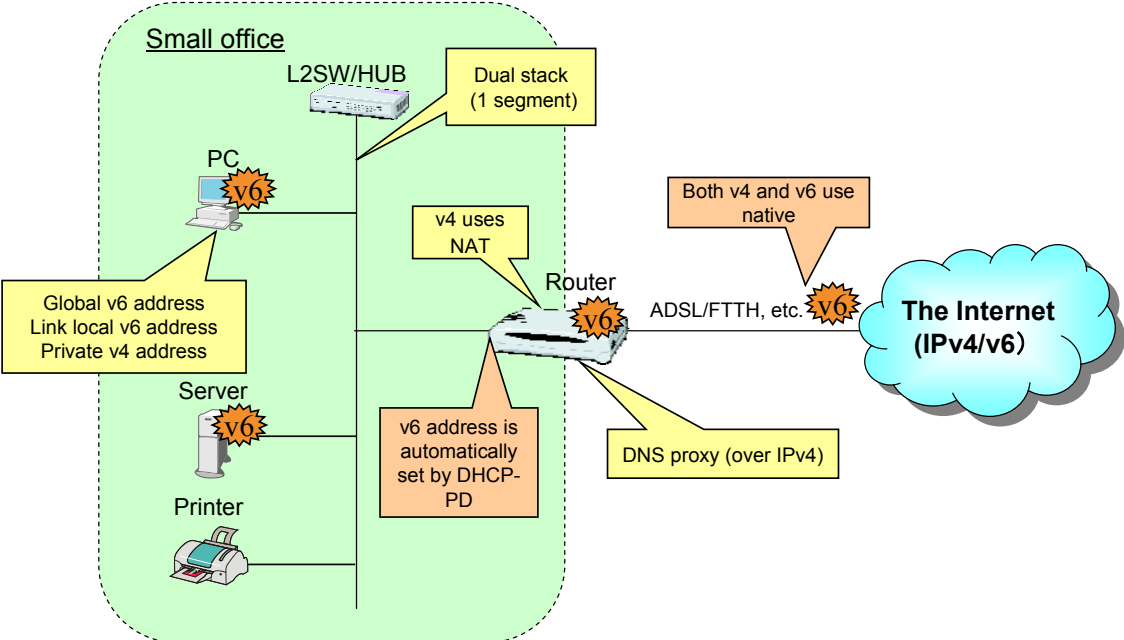 Small office
L2SW/HUB
Dual stack
(1 segment)
PC
v6
Both v4 and v6 use
native
v4 uses
NAT
Global v6 address
Link local v6 address
Private v4 address
Router
v6
ADSL/FTTH, etc.
v6
The Internet
(IPv4/v6）
Server
v6
v6 address is
automatically
set by DHCP-
PD
DNS proxy (over IPv4)
Printer